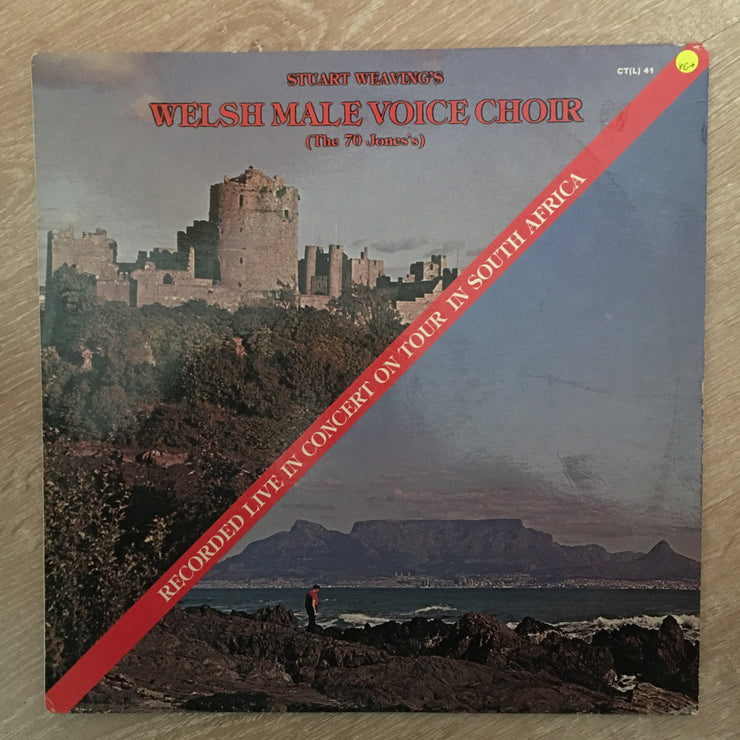 STUART WEAVING'S
WELSH MALE VOICE CHOIR
(The 70 Jones's)
CT(L) 41
VG+
RECORDED LIVE IN CONCERT ON TOUR IN SOUTH AFRICA